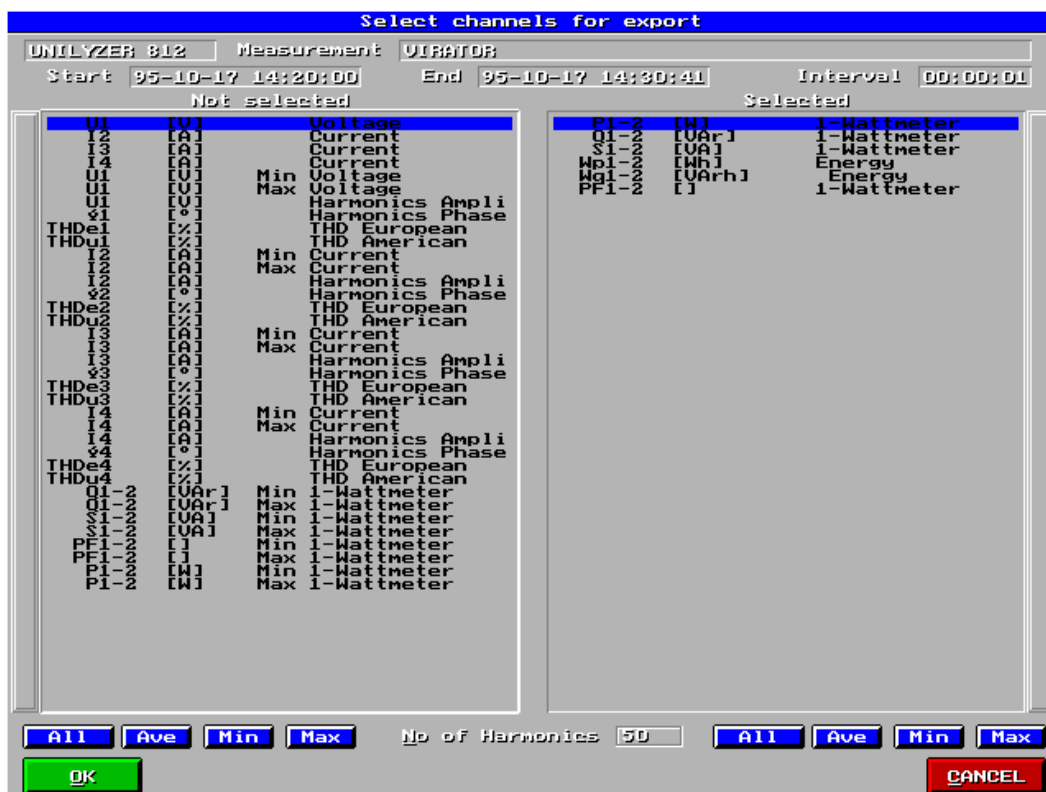 Select channels for export
UNILYZER 812 Measurement VIRATOR
Start 95-10-17 14:20:00 End 95-10-17 14:30:41 Interval 00:00:01
Not selected
U1 [V] Voltage
I2 [A] Current
I3 [A] Current
I4 [A] Current
U1 [V] Min Voltage
U1 [V] Max Voltage
U1 [V] Harmonics Ampli
φ1 [°] Harmonics Phase
THDe1 [%] THD European
THDu1 [%] THD American
I2 [A] Min Current
I2 [A] Max Current
I2 [A] Harmonics Ampli
φ2 [°] Harmonics Phase
THDe2 [%] THD European
THDu2 [%] THD American
I3 [A] Min Current
I3 [A] Max Current
I3 [A] Harmonics Ampli
φ3 [°] Harmonics Phase
THDe3 [%] THD European
THDu3 [%] THD American
I4 [A] Min Current
I4 [A] Max Current
I4 [A] Harmonics Ampli
φ4 [°] Harmonics Phase
THDe4 [%] THD European
THDu4 [%] THD American
Q1-2 [VAr] Min 1-Wattmeter
Q1-2 [VAr] Max 1-Wattmeter
S1-2 [VA] Min 1-Wattmeter
S1-2 [VA] Max 1-Wattmeter
PF1-2 [] Min 1-Wattmeter
PF1-2 [] Max 1-Wattmeter
P1-2 [W] Min 1-Wattmeter
P1-2 [W] Max 1-Wattmeter
Selected
P1-2 [W] 1-Wattmeter
Q1-2 [VAr] 1-Wattmeter
S1-2 [VA] 1-Wattmeter
Wp1-2 [Wh] Energy
Wq1-2 [VArh] Energy
PF1-2 [] 1-Wattmeter
All Ave Min Max No of Harmonics 50 All Ave Min Max
OK CANCEL